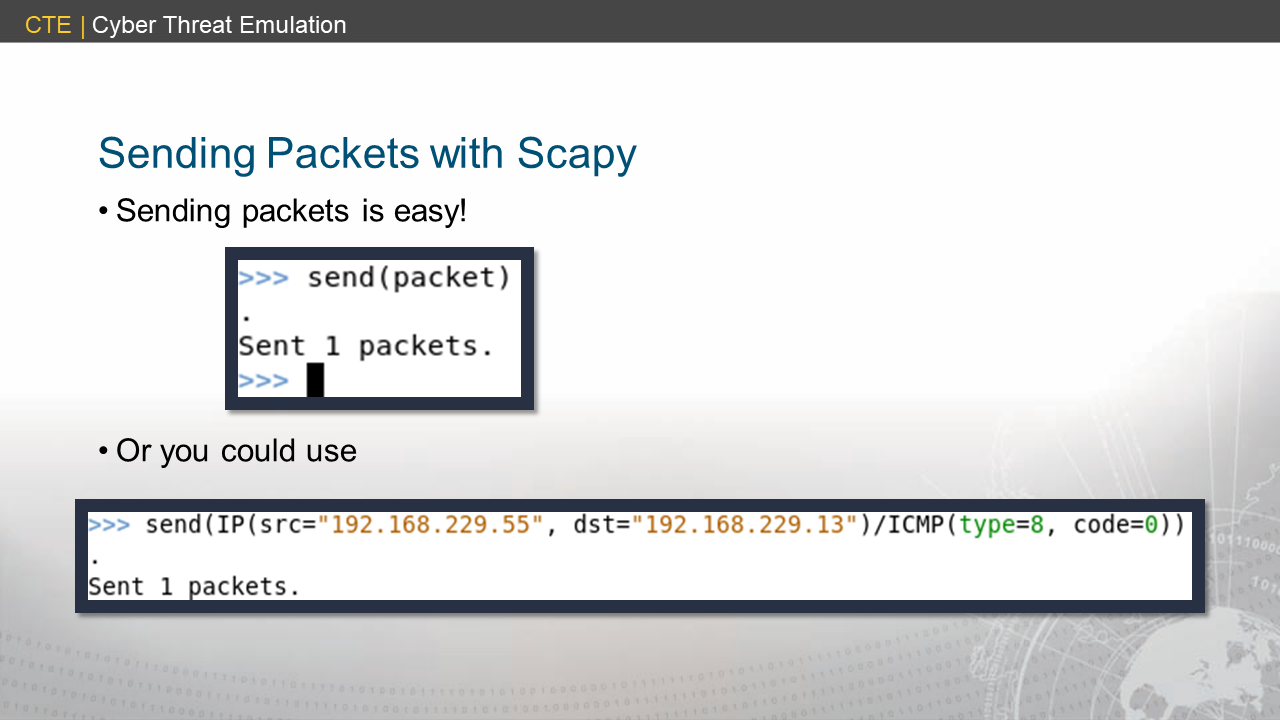 CTE | Cyber Threat Emulation
Sending Packets with Scapy
• Sending packets is easy!
>>> send(packet)
.
Sent 1 packets.
>>>
• Or you could use
>>> send(IP(src="192.168.229.55", dst="192.168.229.13")/ICMP(type=8, code=0))
.
Sent 1 packets.